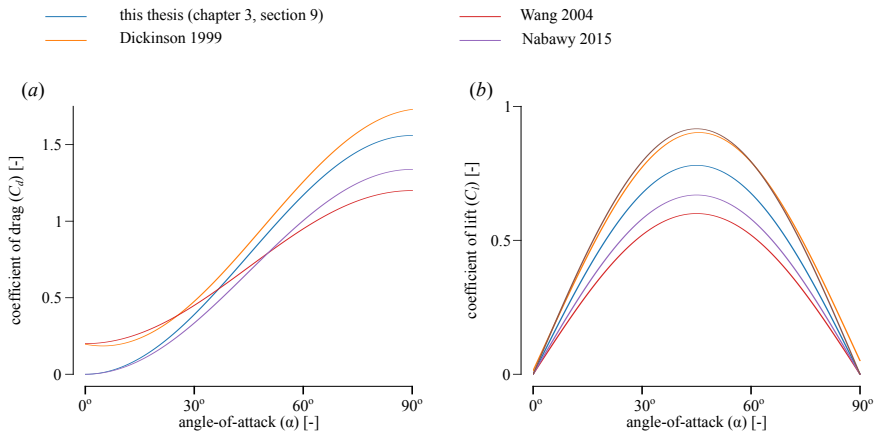 this thesis (chapter 3, section 9)
Dickinson 1999
Wang 2004
Nabawy 2015
(a)
1.5
1
0.5
0
coefficient of drag (C_d) [-]
0º 30º 60º 90º
angle-of-attack (α) [-]
(b)
1
0.5
0
coefficient of lift (C_l) [-]
0º 30º 60º 90º
angle-of-attack (α) [-]